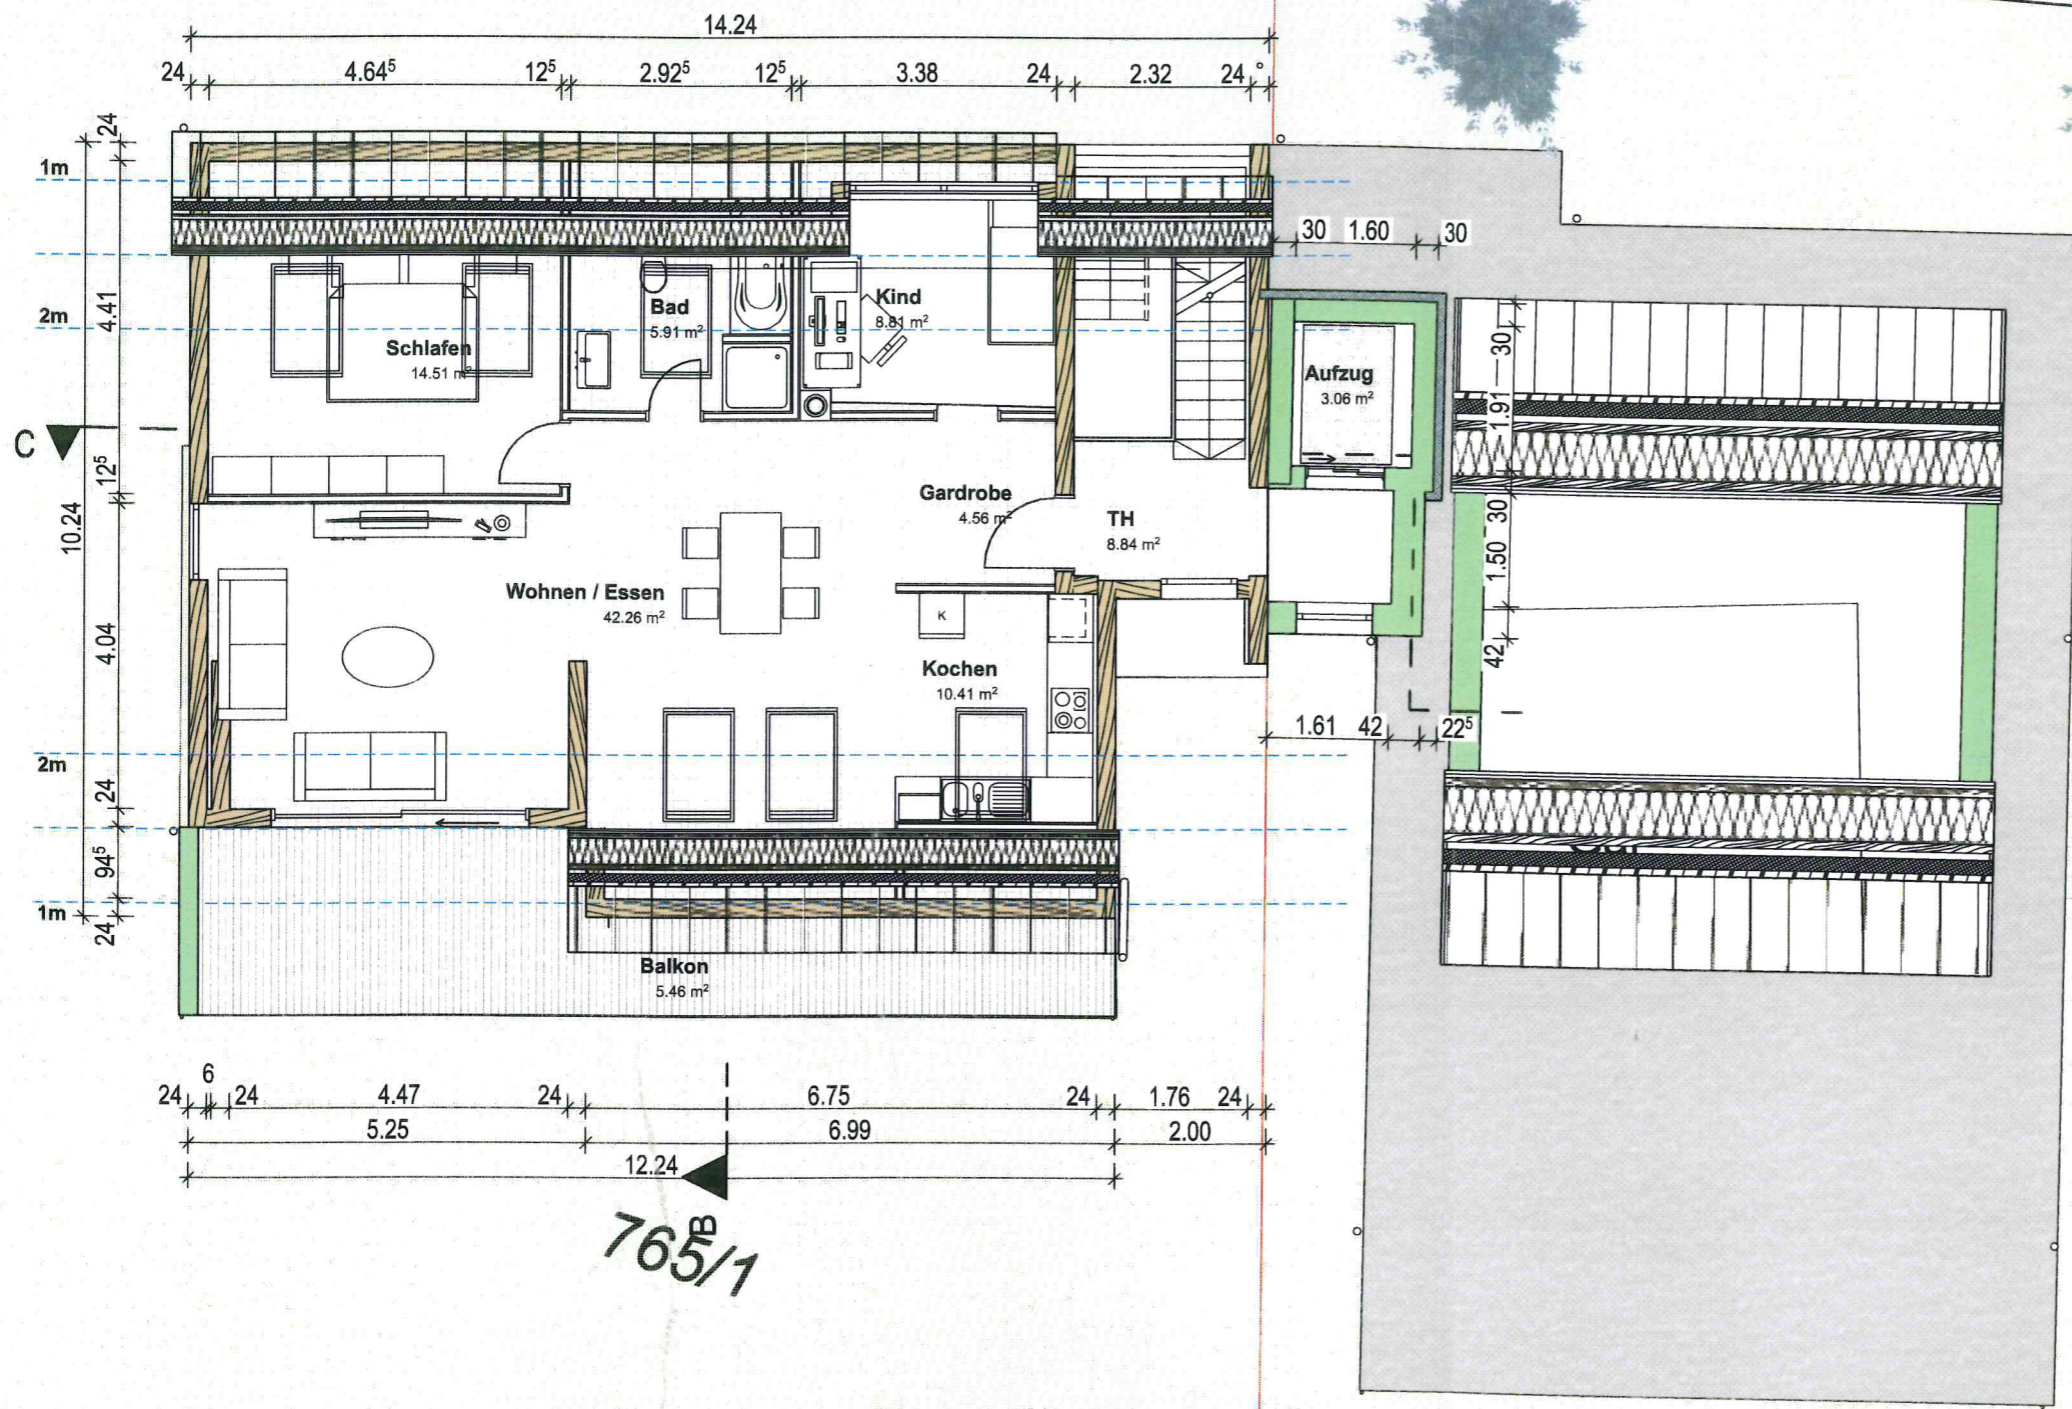 14.24
24 4.64⁵ 12⁵ 2.92⁵ 12⁵ 3.38 24 2.32 24
24
1m
30 1.60 30
4.41
2m
Bad
5.91 m²
Kind
8.81 m²
Schlafen
14.51 m
30
Aufzug
3.06 m²
1.91
C
12⁵
10.24
Gardrobe
4.56 m²
TH
8.84 m²
30
1.50
Wohnen / Essen
42.26 m²
K
4.04
42
Kochen
10.41 m²
1.61 42 22⁵
2m
24
94⁵
1m
24
Balkon
5.46 m²
6
24 24 4.47 24 6.75 24 1.76 24
5.25 6.99 2.00
12.24
B
765/1